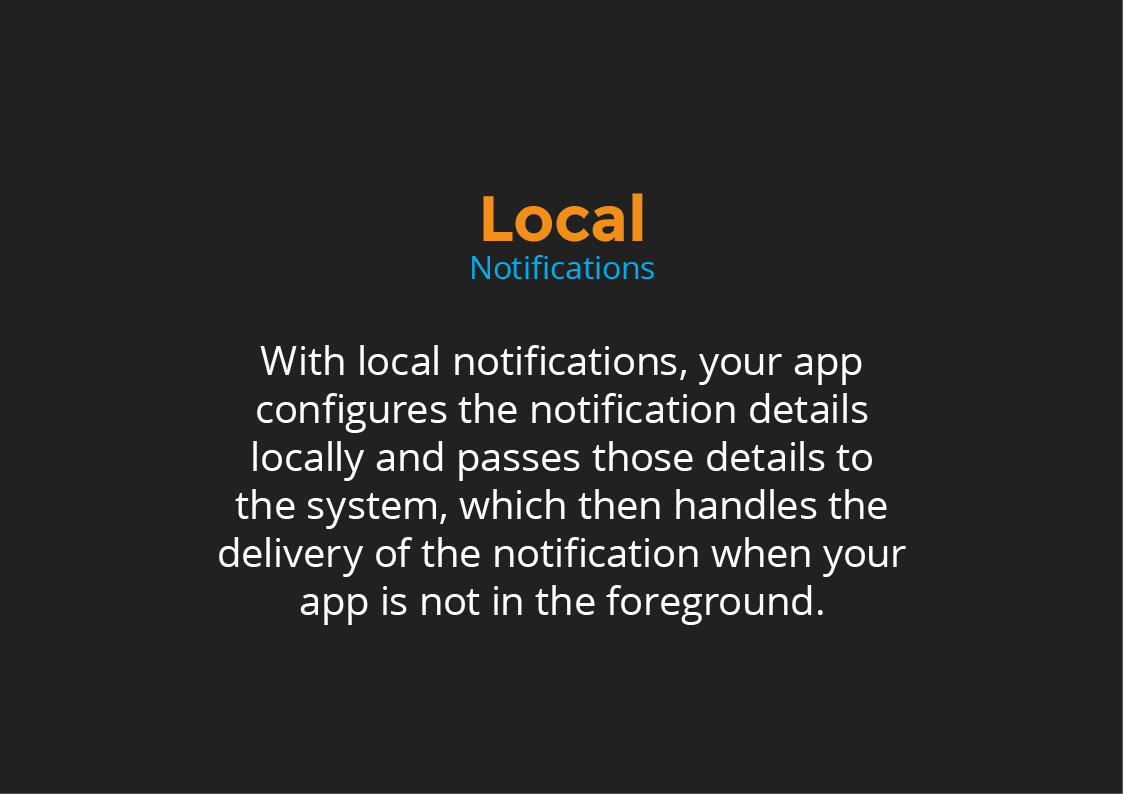 Local
Notifications
With local notifications, your app
configures the notification details
locally and passes those details to
the system, which then handles the
delivery of the notification when your
app is not in the foreground.